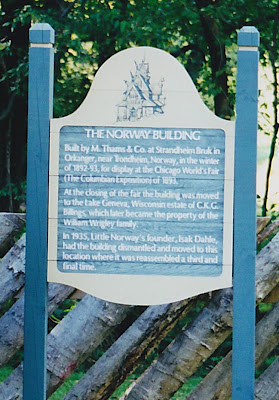 THE NORWAY BUILDING
Built by M. Thams & Co. at Strandheim Bruk in
Orkanger, near Trondheim, Norway, in the winter
of 1892-93, for display at the Chicago World's Fair
(The Columbian Exposition) of 1893.
At the closing of the fair the building was moved
to the Lake Geneva, Wisconsin estate of C.K.G.
Billings, which later became the property of the
William Wrigley family.
In 1935, Little Norway's founder, Isak Dahle,
had the building dismantled and moved to this
location where it was reassembled a third and
final time.